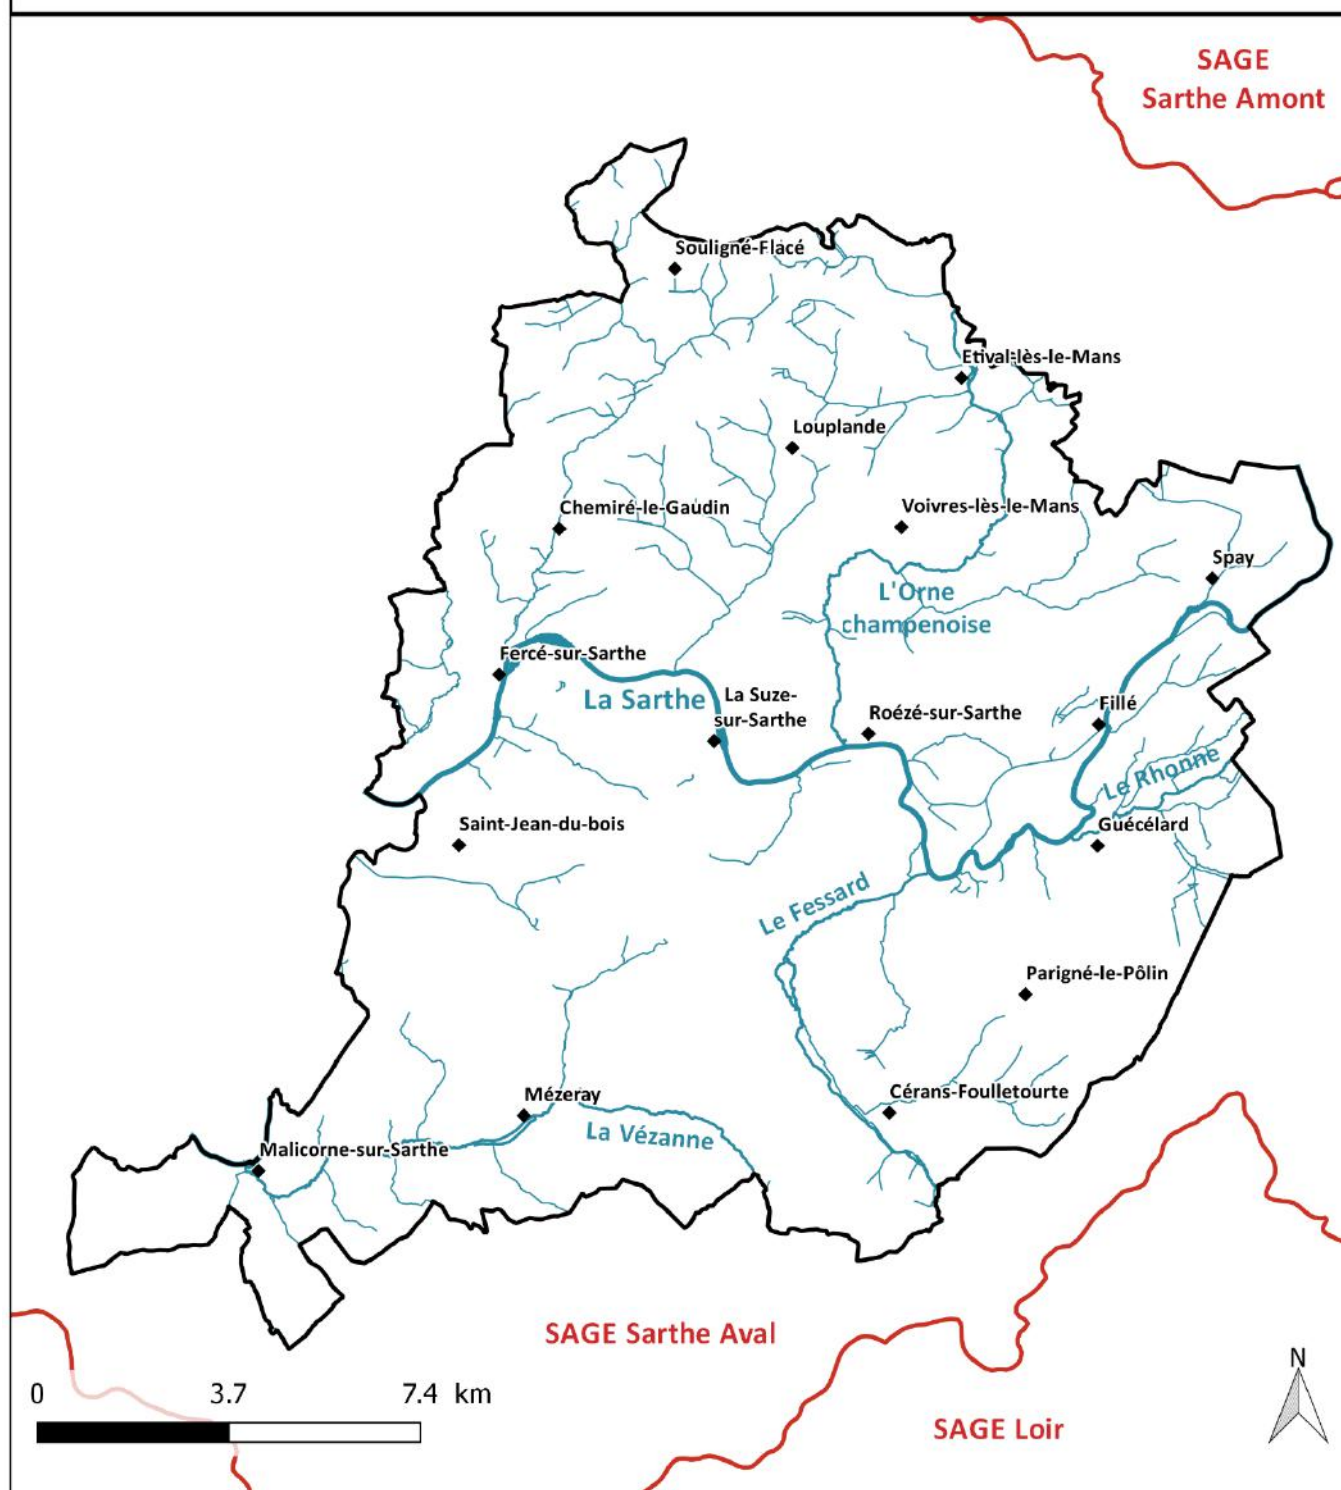 SAGE
Sarthe Amont
Souligné-Flacé
Etival-lès-le-Mans
Louplande
Chemiré-le-Gaudin
Voivres-lès-le-Mans
Spay
L'Orne
champenoise
Fercé-sur-Sarthe
La Sarthe
La Suze-
sur-Sarthe
Roézé-sur-Sarthe
Fillé
Le Rhonne
Guécélard
Saint-Jean-du-bois
Le Fessard
Parigné-le-Pôlin
Cérans-Foulletourte
Mézeray
La Vézanne
Malicorne-sur-Sarthe
SAGE Sarthe Aval
SAGE Loir
N
0 3.7 7.4 km